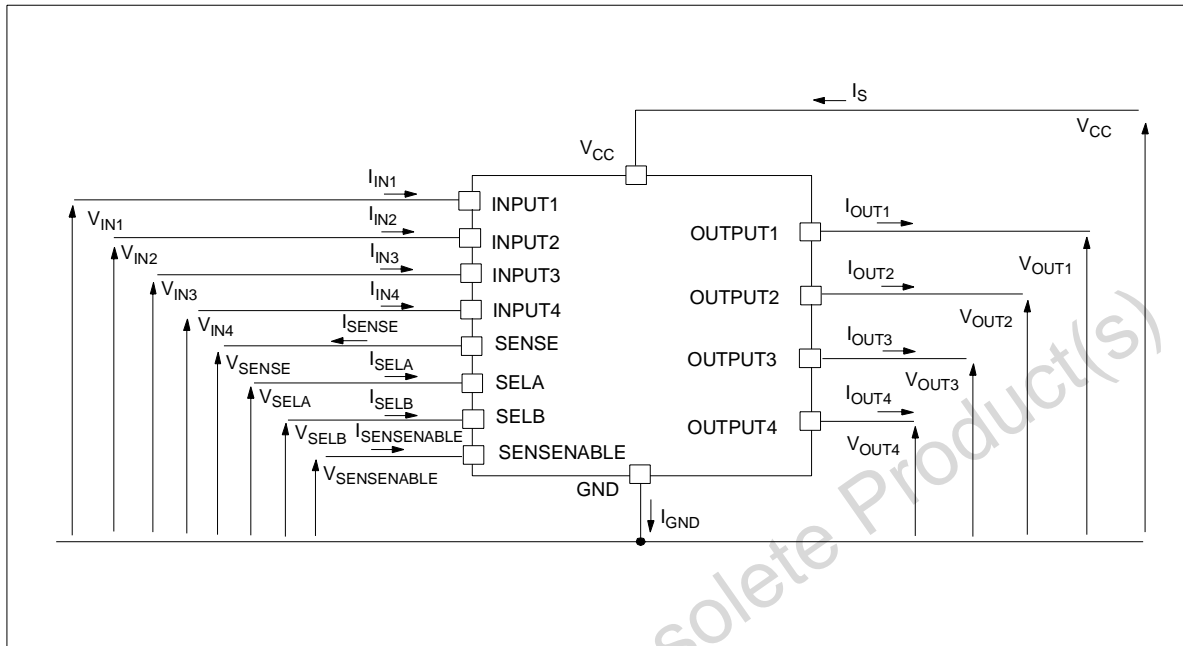 I_S
V_CC
V_CC
I_IN1
INPUT1
V_IN1
I_IN2
INPUT2
V_IN2
I_IN3
INPUT3
V_IN3
I_IN4
INPUT4
V_IN4
I_SENSE
SENSE
V_SENSE
I_SELA
SELA
V_SELA
I_SELB
SELB
V_SELB
I_SENSENABLE
SENSENABLE
V_SENSENABLE
GND
I_GND
OUTPUT1
I_OUT1
V_OUT1
OUTPUT2
I_OUT2
V_OUT2
OUTPUT3
I_OUT3
V_OUT3
OUTPUT4
I_OUT4
V_OUT4
solete Product(s)